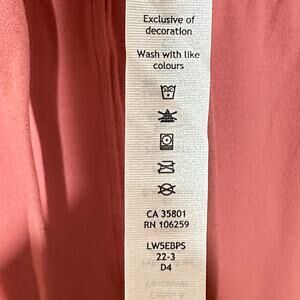 Exclusive of
decoration
Wash with like
colours
CA 35801
RN 106259
LW5EBPS
22-3
D4